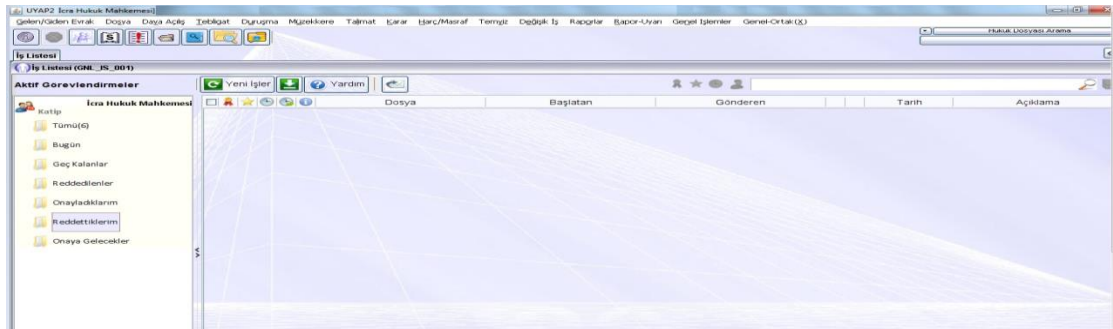 UYAP2 İcra Hukuk Mahkemesi
Gelen/Giden Evrak Dosya Dava Açılış Tebligat Duruşma Müzekkere Talimat Karar Harç/Masraf Temyiz Değişik İş Raporlar Rapor-Uyarı Genel İşlemler Genel-Ortak(X)
Hukuk Dosyası Arama
İş Listesi
İş Listesi (GNL_IS_001)
Aktif Görevlendirmeler Yeni İşler Yardım
İcra Hukuk Mahkemesi Dosya Başlatan Gönderen Tarih Açıklama
Katip
Tümü(6)
Bugün
Geç Kalanlar
Reddedilenler
Onayladıklarım
Reddettiklerim
Onaya Gelecekler